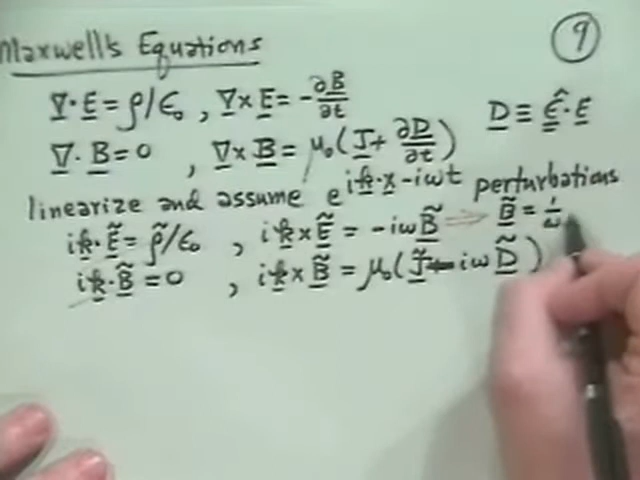 Maxwell's Equations 9
∇·E = ρ/ϵ₀ , ∇×E = -∂B/∂t D ≡ ϵ̂·E
∇·B = 0 , ∇×B = μ₀(J + ∂D/∂t)
linearize and assume e^{ik·x - iωt} perturbations
ik·Ẽ = ρ̃/ϵ₀ , ik×Ẽ = -iωB̃ ⇒ B̃ = 1/ω
ik·B̃ = 0 , ik×B̃ = μ₀(J̃ - iωD̃)